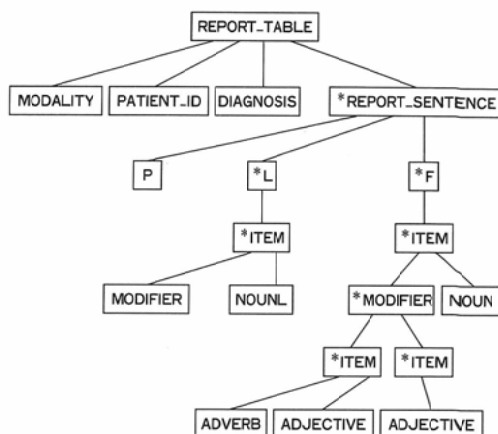 REPORT_TABLE
MODALITY PATIENT_ID DIAGNOSIS *REPORT_SENTENCE
P *L *F
*ITEM *ITEM
MODIFIER NOUNL *MODIFIER NOUN
*ITEM *ITEM
ADVERB ADJECTIVE ADJECTIVE